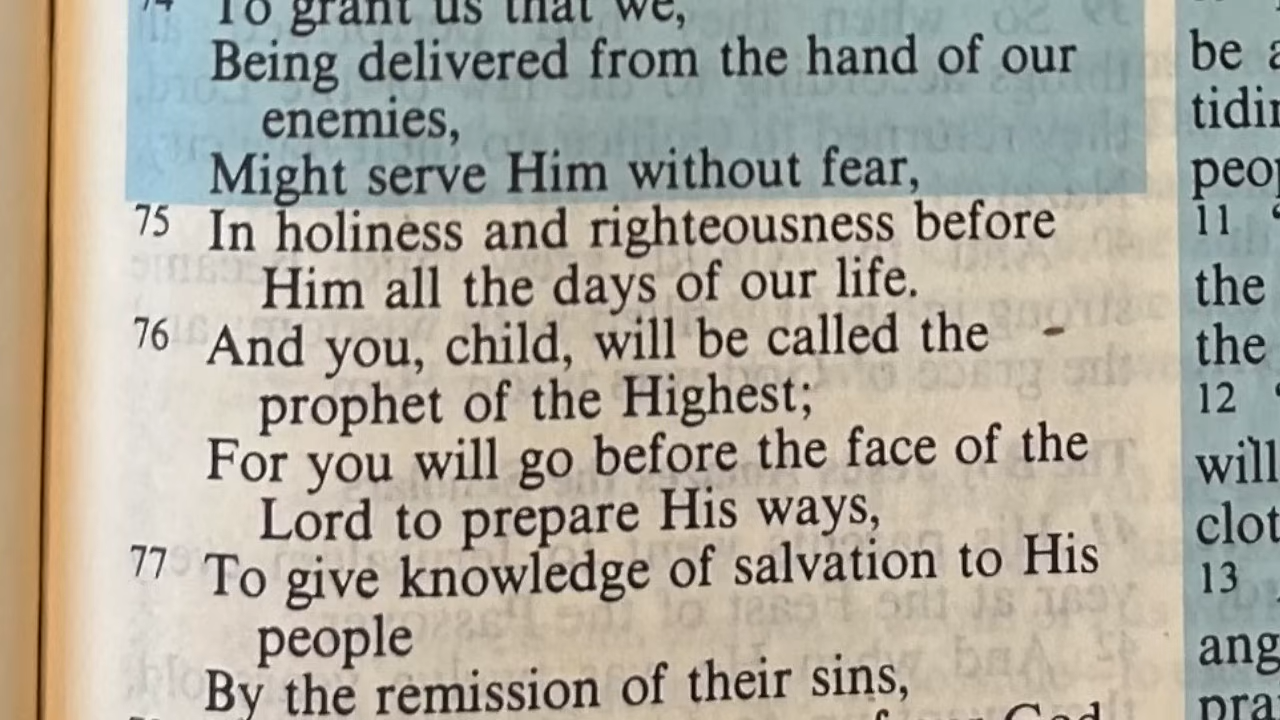 74 To grant us that we,
Being delivered from the hand of our
enemies,
Might serve Him without fear,
75 In holiness and righteousness before
Him all the days of our life.
76 And you, child, will be called the
prophet of the Highest;
For you will go before the face of the
Lord to prepare His ways,
77 To give knowledge of salvation to His
people
By the remission of their sins,
God
be
11
the
the
12
will
13